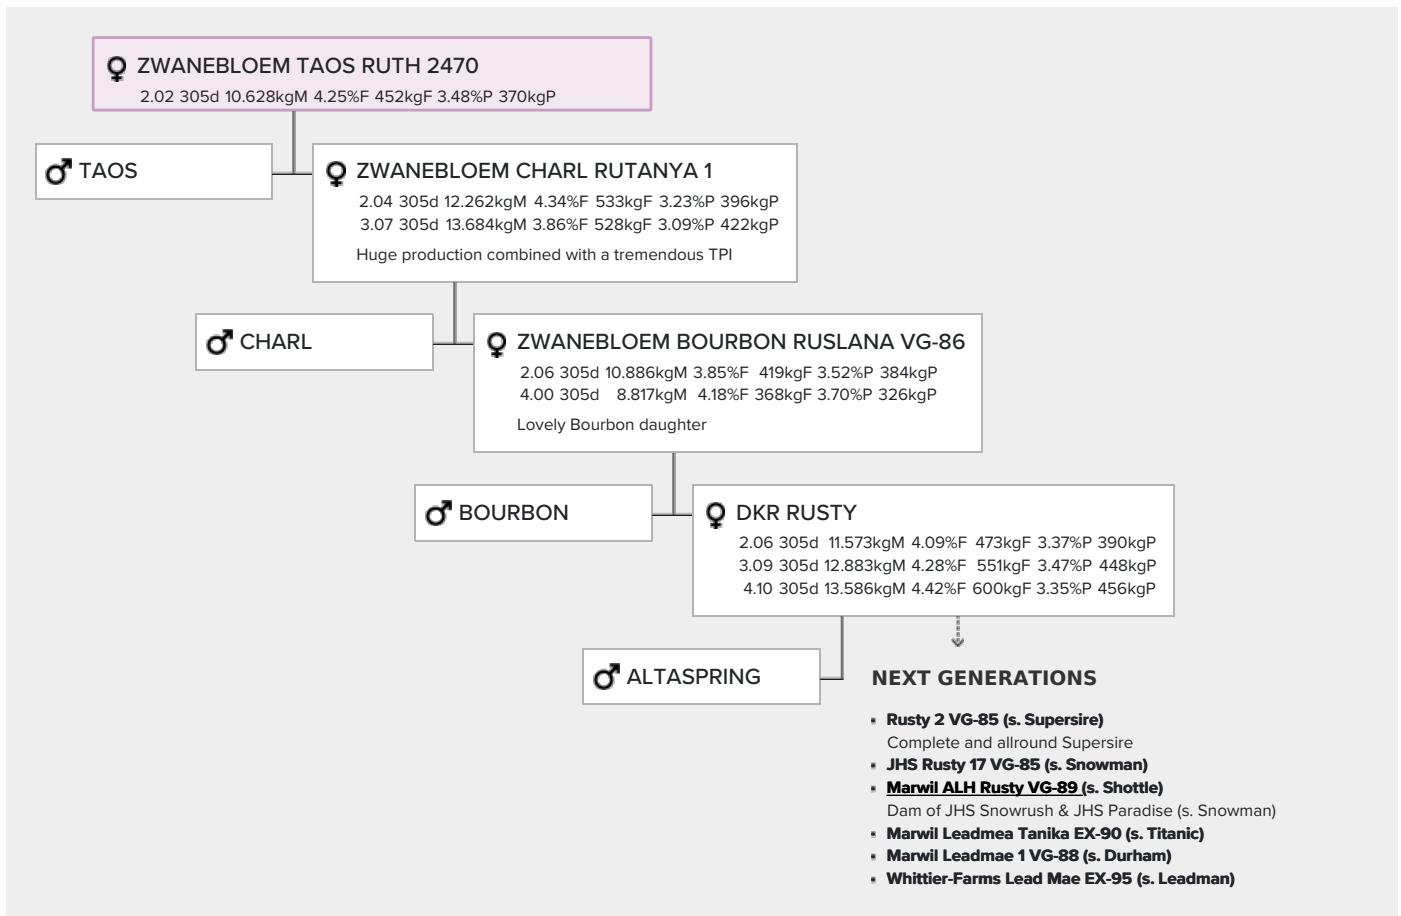 ZWANEBLOEM TAOS RUTH 2470
2.02 305d 10.628kgM 4.25%F 452kgF 3.48%P 370kgP
TAOS
ZWANEBLOEM CHARL RUTANYA 1
2.04 305d 12.262kgM 4.34%F 533kgF 3.23%P 396kgP
3.07 305d 13.684kgM 3.86%F 528kgF 3.09%P 422kgP
Huge production combined with a tremendous TPI
CHARL
ZWANEBLOEM BOURBON RUSLANA VG-86
2.06 305d 10.886kgM 3.85%F 419kgF 3.52%P 384kgP
4.00 305d 8.817kgM 4.18%F 368kgF 3.70%P 326kgP
Lovely Bourbon daughter
BOURBON
DKR RUSTY
2.06 305d 11.573kgM 4.09%F 473kgF 3.37%P 390kgP
3.09 305d 12.883kgM 4.28%F 551kgF 3.47%P 448kgP
4.10 305d 13.586kgM 4.42%F 600kgF 3.35%P 456kgP
ALTASPRING
NEXT GENERATIONS
Rusty 2 VG-85 (s. Supersire)
Complete and allround Supersire
JHS Rusty 17 VG-85 (s. Snowman)
Marwil ALH Rusty VG-89 (s. Shottle)
Dam of JHS Snowrush & JHS Paradise (s. Snowman)
Marwil Leadmea Tanika EX-90 (s. Titanic)
Marwil Leadmae 1 VG-88 (s. Durham)
Whittier-Farms Lead Mae EX-95 (s. Leadman)